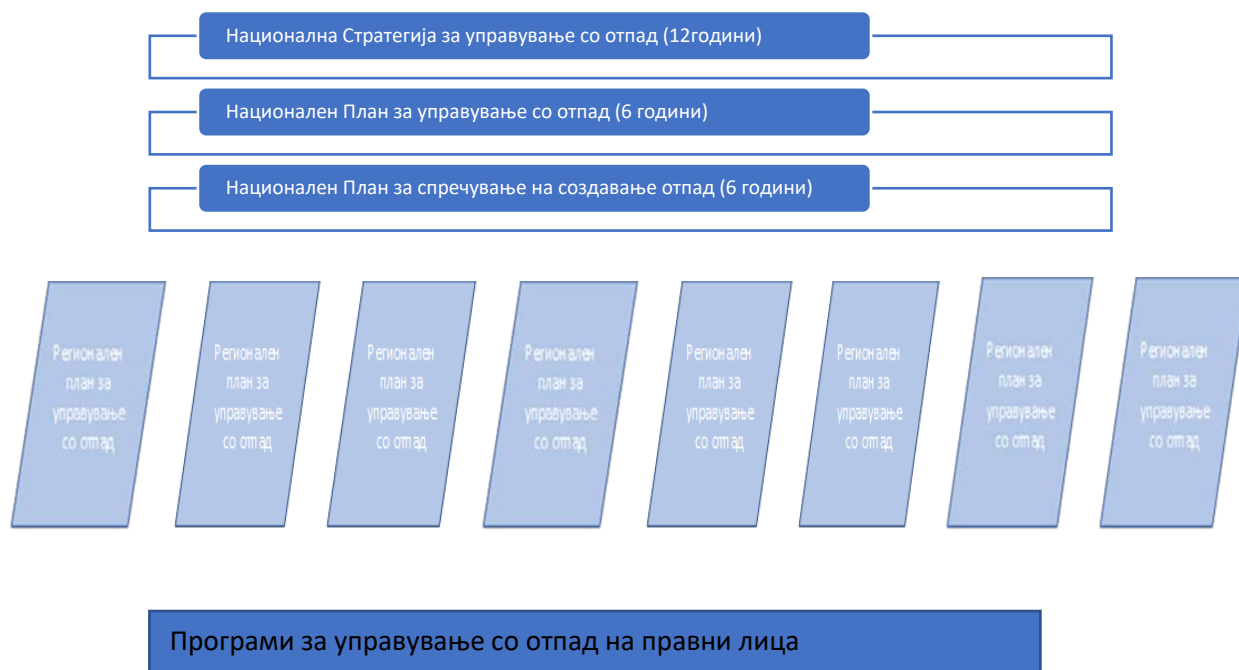 Национална Стратегија за управување со отпад (12години)
Национален План за управување со отпад (6 години)
Национален План за спречување на создавање отпад (6 години)
Регионален
план за
управување
со отпад
Регионален
план за
управување
со отпад
Регионален
план за
управување
со отпад
Регионален
план за
управување
со отпад
Регионален
план за
управување
со отпад
Регионален
план за
управување
со отпад
Регионален
план за
управување
со отпад
Регионален
план за
управување
со отпад
Програми за управување со отпад на правни лица